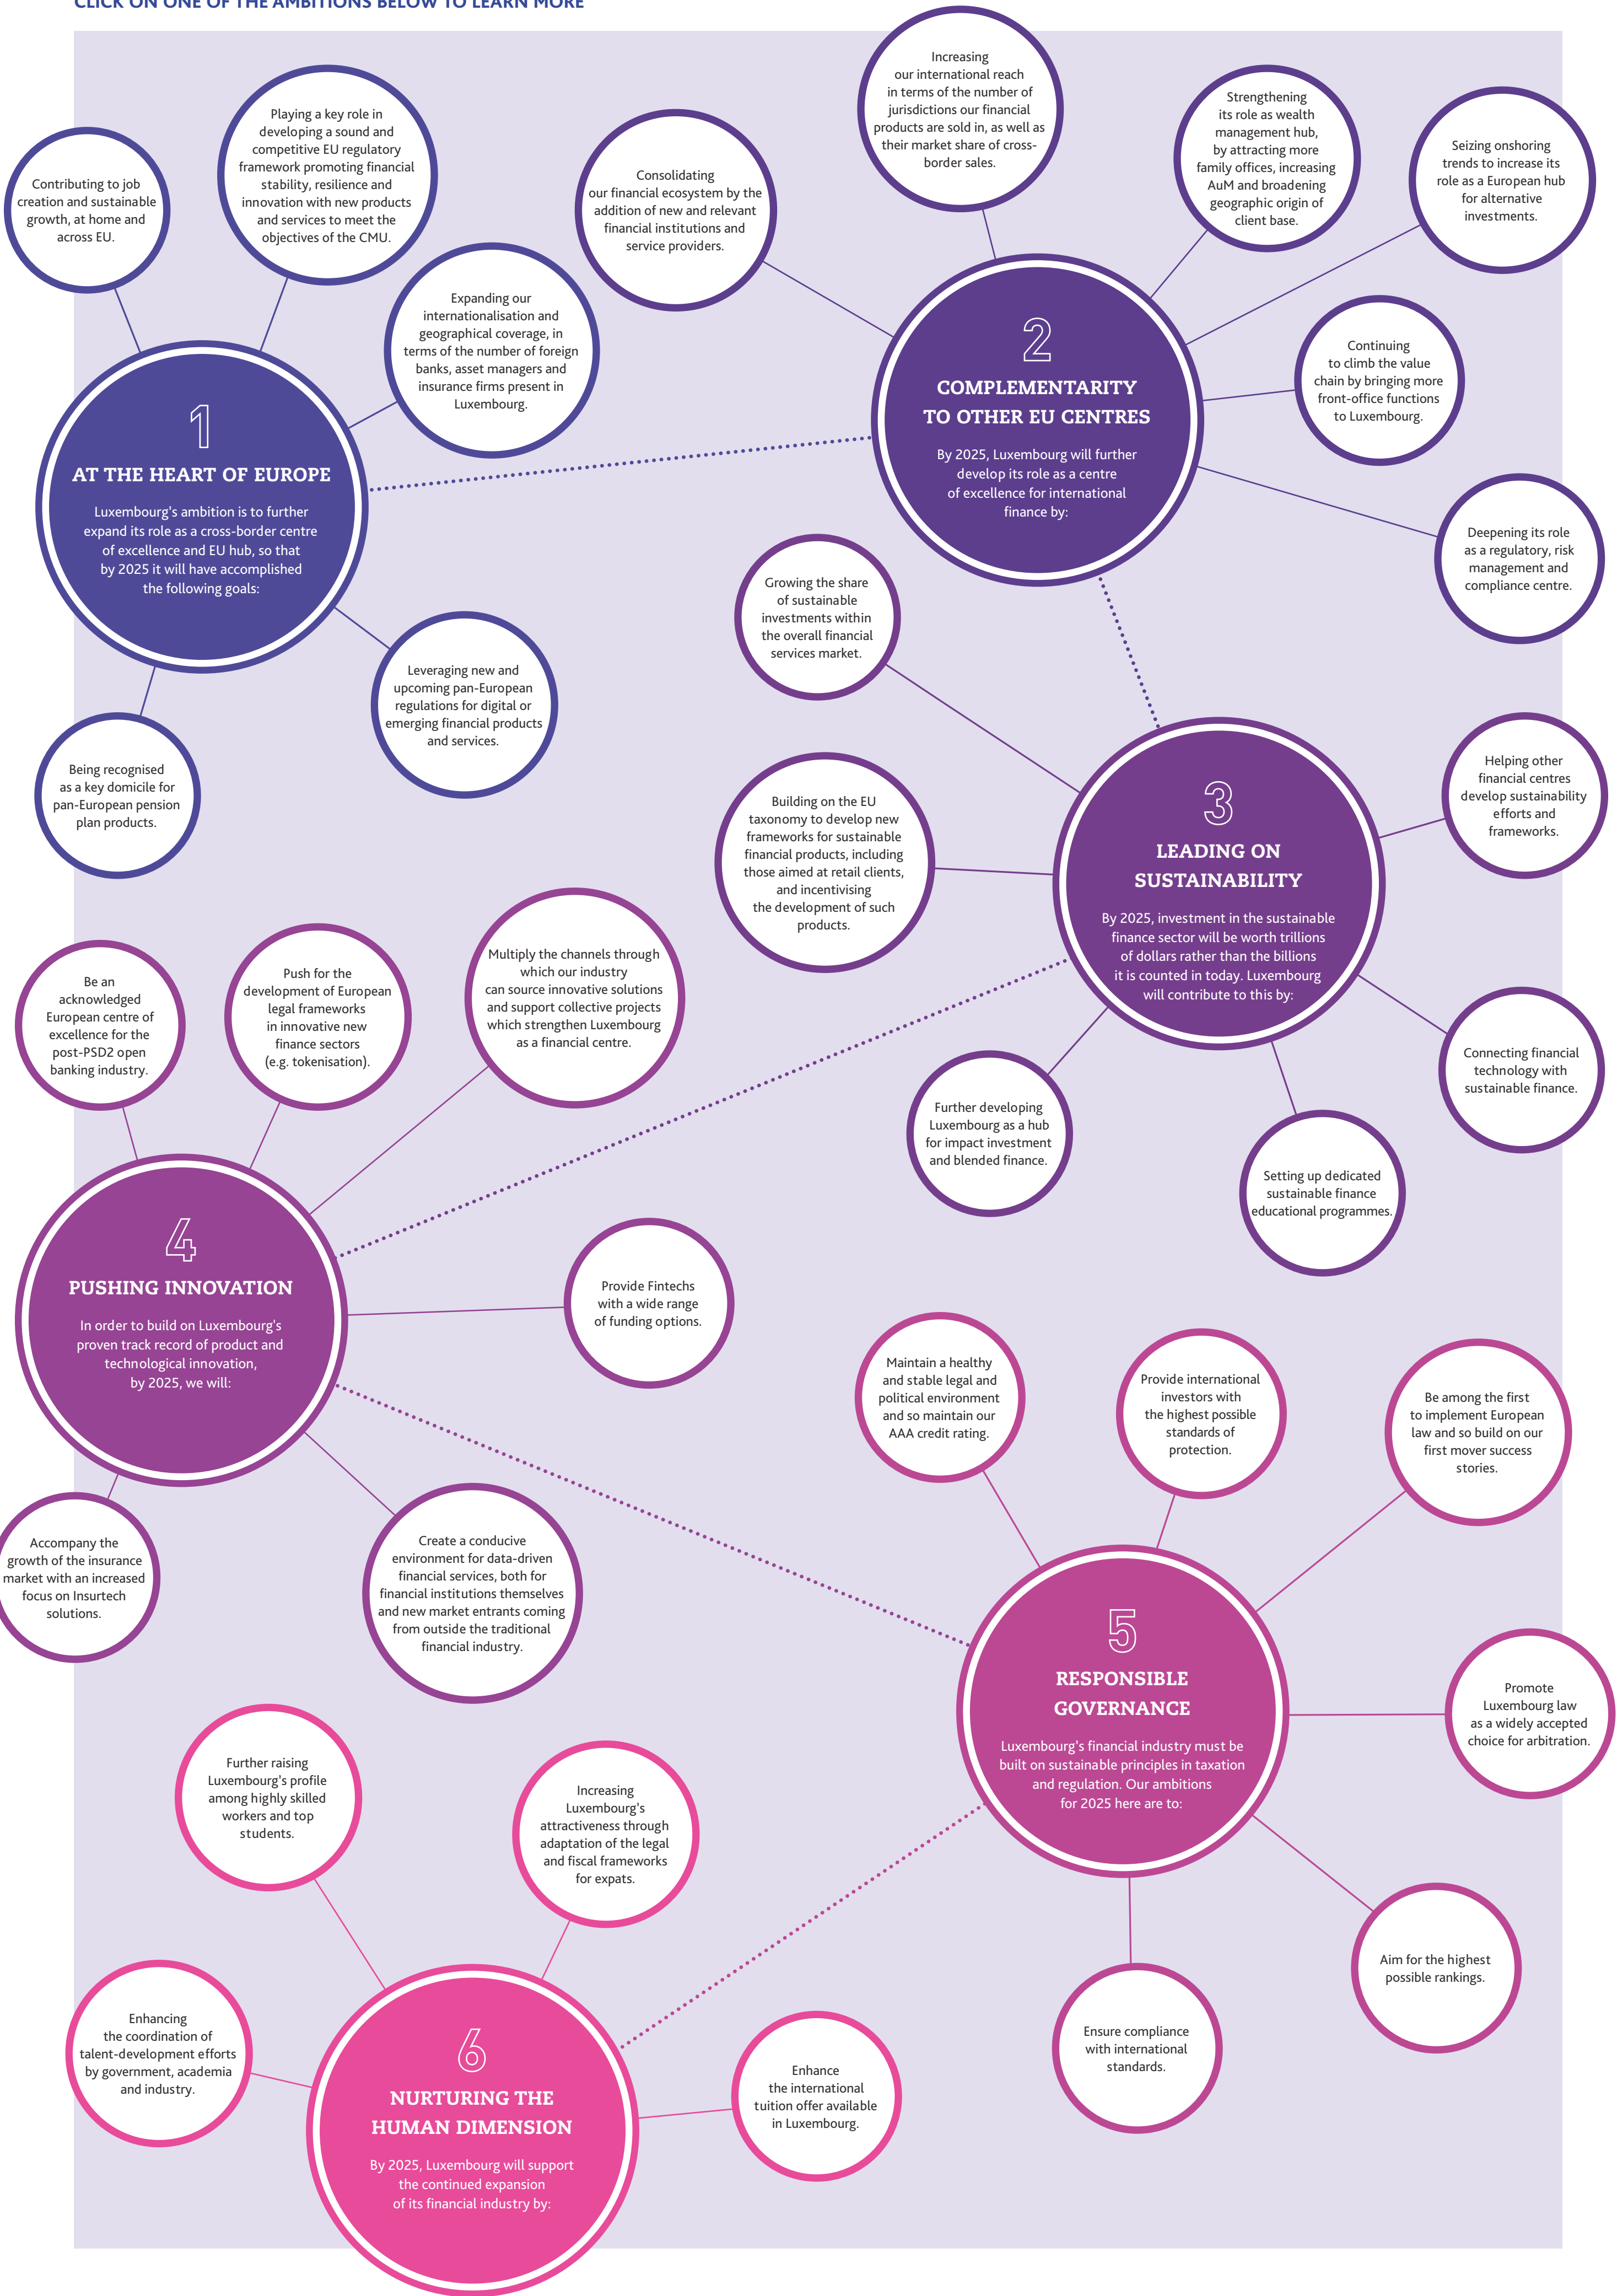 CLICK ON ONE OF THE AMBITIONS BELOW TO LEARN MORE
1
AT THE HEART OF EUROPE
Luxembourg's ambition is to further
expand its role as a cross-border centre
of excellence and EU hub, so that
by 2025 it will have accomplished
the following goals:
Contributing to job
creation and sustainable
growth, at home and
across EU.
Playing a key role in
developing a sound and
competitive EU regulatory
framework promoting financial
stability, resilience and
innovation with new products
and services to meet the
objectives of the CMU.
Expanding our
internationalisation and
geographical coverage, in
terms of the number of foreign
banks, asset managers and
insurance firms present in
Luxembourg.
Leveraging new and
upcoming pan-European
regulations for digital or
emerging financial products
and services.
Being recognised
as a key domicile for
pan-European pension
plan products.
2
COMPLEMENTARITY
TO OTHER EU CENTRES
By 2025, Luxembourg will further
develop its role as a centre
of excellence for international
finance by:
Consolidating
our financial ecosystem by the
addition of new and relevant
financial institutions and
service providers.
Increasing
our international reach
in terms of the number of
jurisdictions our financial
products are sold in, as well as
their market share of cross-
border sales.
Strengthening
its role as wealth
management hub,
by attracting more
family offices, increasing
AuM and broadening
geographic origin of
client base.
Seizing onshoring
trends to increase its
role as a European hub
for alternative
investments.
Continuing
to climb the value
chain by bringing more
front-office functions
to Luxembourg.
Deepening its role
as a regulatory, risk
management and
compliance centre.
3
LEADING ON
SUSTAINABILITY
By 2025, investment in the sustainable
finance sector will be worth trillions
of dollars rather than the billions
it is counted in today. Luxembourg
will contribute to this by:
Growing the share
of sustainable
investments within
the overall financial
services market.
Building on the EU
taxonomy to develop new
frameworks for sustainable
financial products, including
those aimed at retail clients,
and incentivising
the development of such
products.
Helping other
financial centres
develop sustainability
efforts and
frameworks.
Connecting financial
technology with
sustainable finance.
Setting up dedicated
sustainable finance
educational programmes.
Further developing
Luxembourg as a hub
for impact investment
and blended finance.
4
PUSHING INNOVATION
In order to build on Luxembourg's
proven track record of product and
technological innovation,
by 2025, we will:
Be an
acknowledged
European centre of
excellence for the
post-PSD2 open
banking industry.
Push for the
development of European
legal frameworks
in innovative new
finance sectors
(e.g. tokenisation).
Multiply the channels through
which our industry
can source innovative solutions
and support collective projects
which strengthen Luxembourg
as a financial centre.
Provide Fintechs
with a wide range
of funding options.
Create a conducive
environment for data-driven
financial services, both for
financial institutions themselves
and new market entrants coming
from outside the traditional
financial industry.
Accompany the
growth of the insurance
market with an increased
focus on Insurtech
solutions.
5
RESPONSIBLE
GOVERNANCE
Luxembourg's financial industry must be
built on sustainable principles in taxation
and regulation. Our ambitions
for 2025 here are to:
Maintain a healthy
and stable legal and
political environment
and so maintain our
AAA credit rating.
Provide international
investors with
the highest possible
standards of
protection.
Be among the first
to implement European
law and so build on our
first mover success
stories.
Promote
Luxembourg law
as a widely accepted
choice for arbitration.
Aim for the highest
possible rankings.
Ensure compliance
with international
standards.
6
NURTURING THE
HUMAN DIMENSION
By 2025, Luxembourg will support
the continued expansion
of its financial industry by:
Further raising
Luxembourg's profile
among highly skilled
workers and top
students.
Increasing
Luxembourg's
attractiveness through
adaptation of the legal
and fiscal frameworks
for expats.
Enhancing
the coordination of
talent-development efforts
by government, academia
and industry.
Enhance
the international
tuition offer available
in Luxembourg.